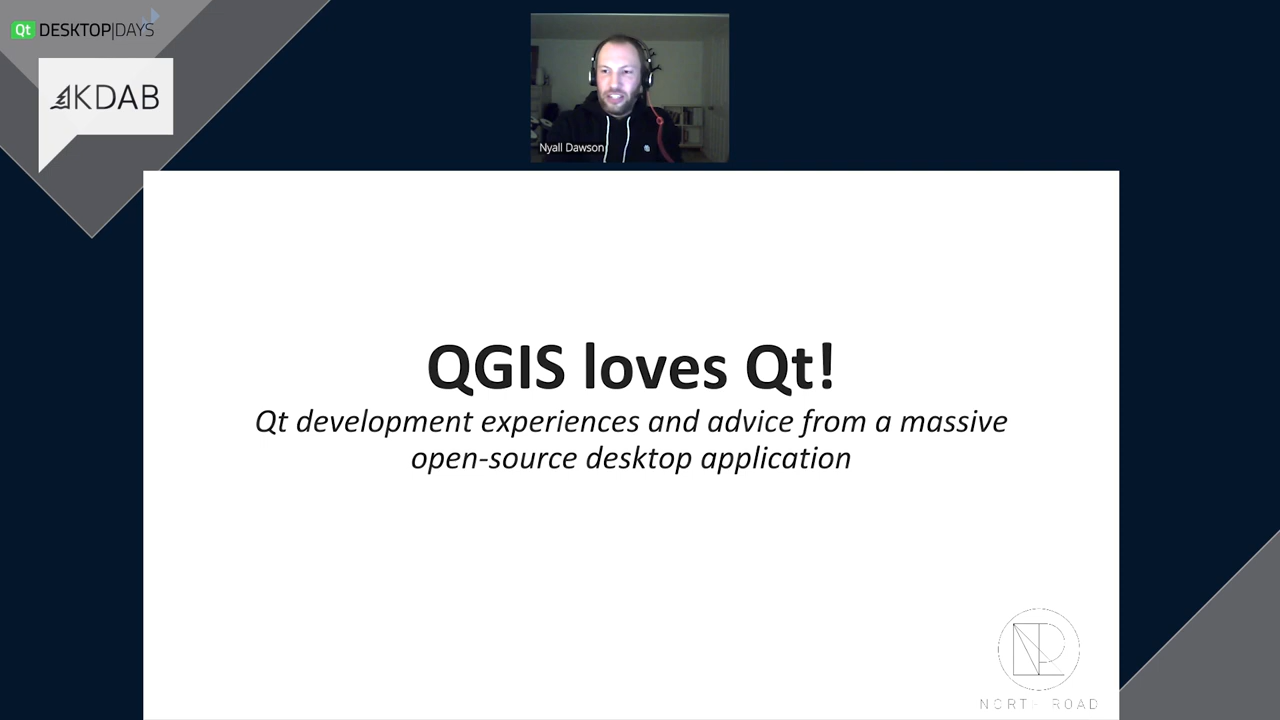 Qt DESKTOP|DAYS
KDAB
Nyall Dawson
QGIS loves Qt!
Qt development experiences and advice from a massive
open-source desktop application
NORTH ROAD